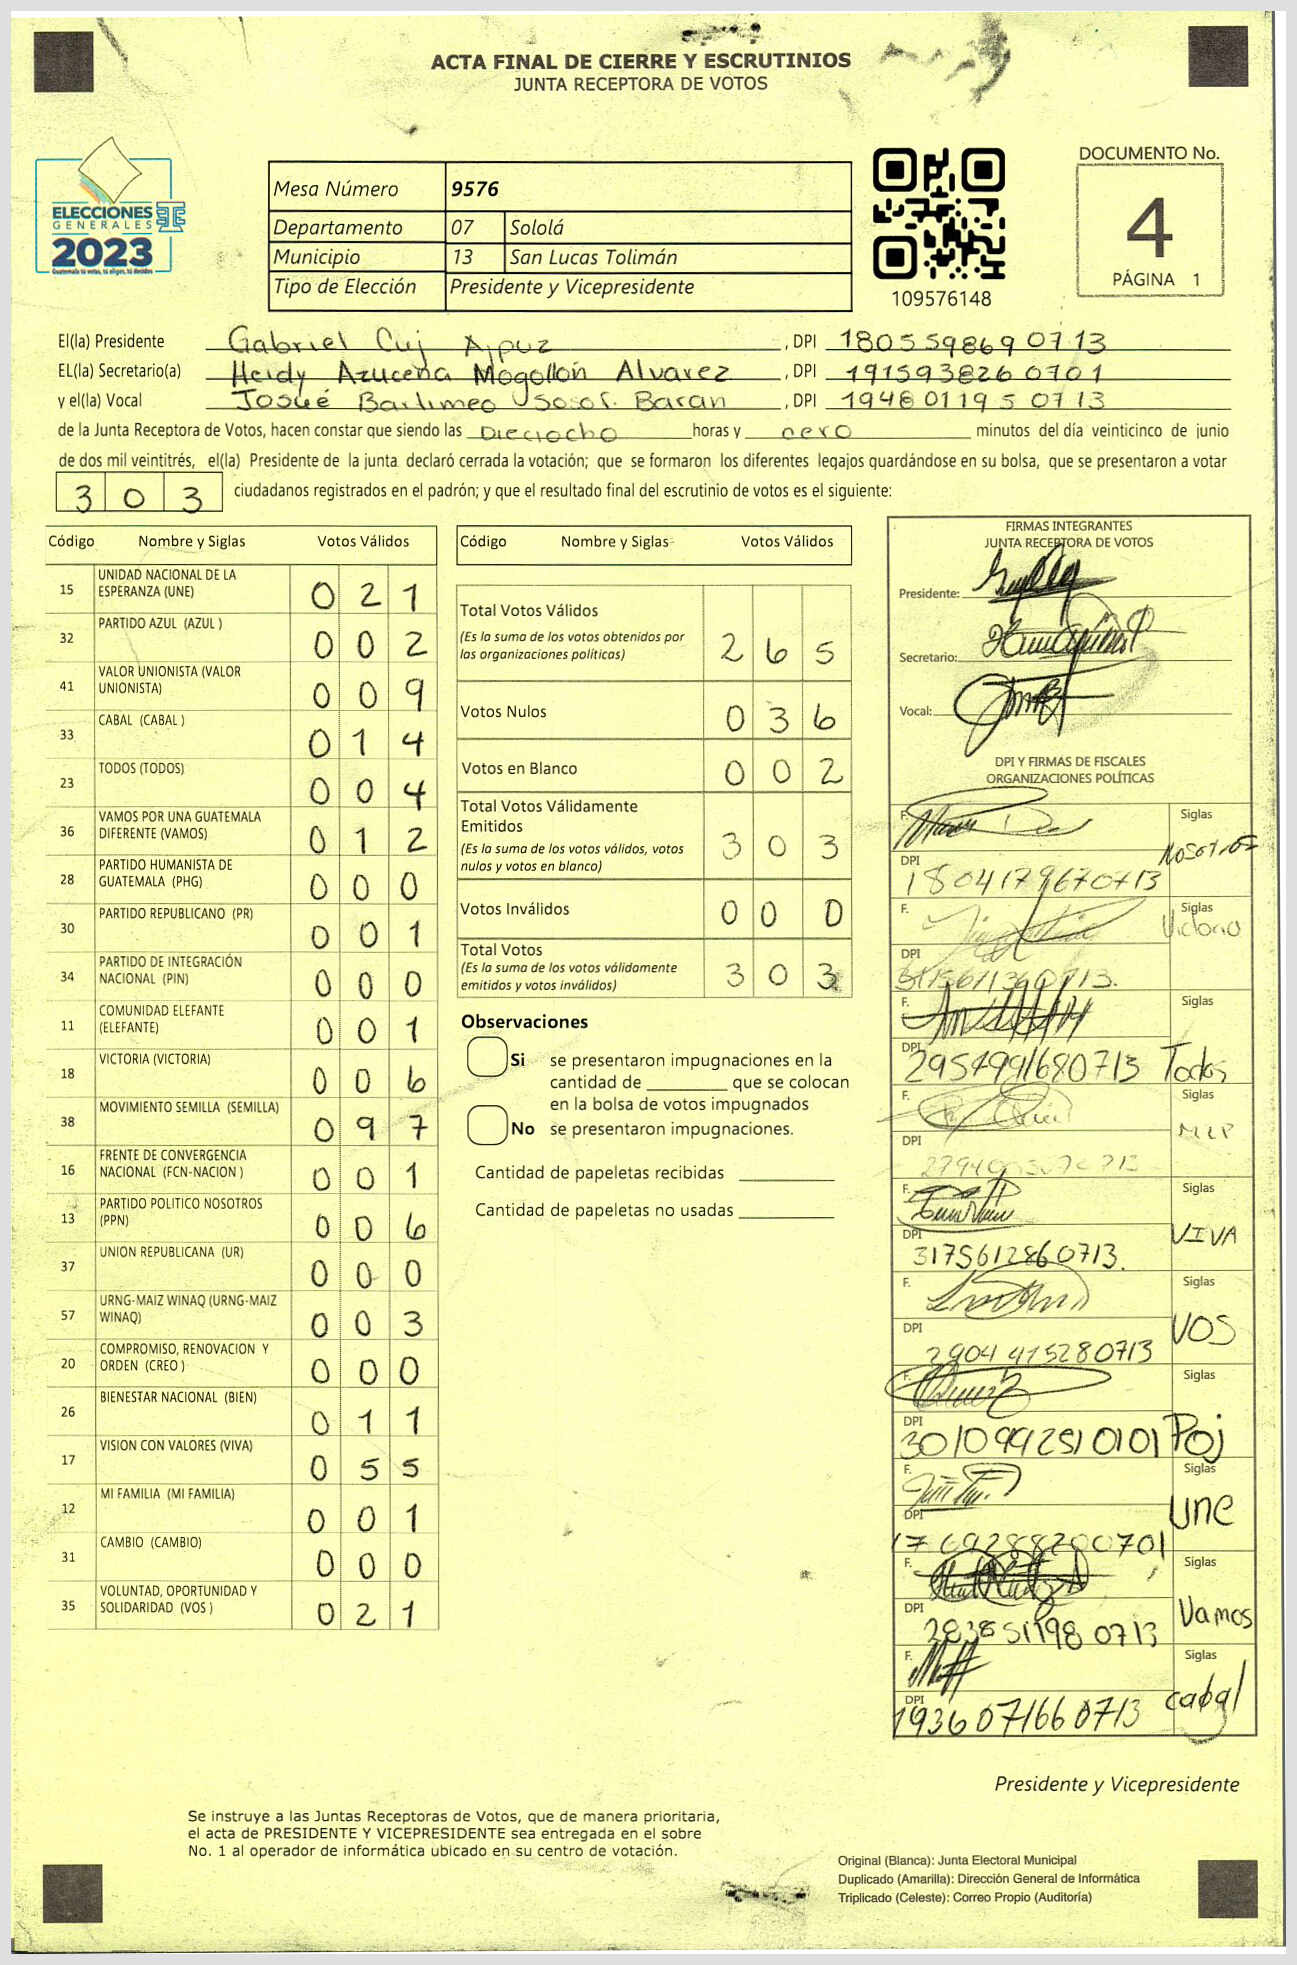 ACTA FINAL DE CIERRE Y ESCRUTINIOS
JUNTA RECEPTORA DE VOTOS
ELECCIONES
GENERALES
2023
Guatemala tú votas, tú eliges, tú decides
Mesa Número 9576
Departamento 07 Sololá
Municipio 13 San Lucas Tolimán
Tipo de Elección Presidente y Vicepresidente
109576148
DOCUMENTO No.
4
PÁGINA 1
El(la) Presidente Gabriel Cuj Ajpuz, DPI 180559869 0713
EL(la) Secretario(a) Heidy Azucena Mogollón Alvarez, DPI 191593826 0701
y el(la) Vocal Josué Bartimeo Sosof Baran, DPI 1948 0119 5 0713
de la Junta Receptora de Votos, hacen constar que siendo las Dieciocho horas y cero minutos del día veinticinco de junio
de dos mil veintitrés, el(la) Presidente de la junta declaró cerrada la votación; que se formaron los diferentes legajos guardándose en su bolsa, que se presentaron a votar
303 ciudadanos registrados en el padrón; y que el resultado final del escrutinio de votos es el siguiente:
Código Nombre y Siglas Votos Válidos
15 UNIDAD NACIONAL DE LA ESPERANZA (UNE) 021
32 PARTIDO AZUL (AZUL ) 002
41 VALOR UNIONISTA (VALOR UNIONISTA) 009
33 CABAL (CABAL ) 014
23 TODOS (TODOS) 004
36 VAMOS POR UNA GUATEMALA DIFERENTE (VAMOS) 012
28 PARTIDO HUMANISTA DE GUATEMALA (PHG) 000
30 PARTIDO REPUBLICANO (PR) 001
34 PARTIDO DE INTEGRACIÓN NACIONAL (PIN) 000
11 COMUNIDAD ELEFANTE (ELEFANTE) 001
18 VICTORIA (VICTORIA) 006
38 MOVIMIENTO SEMILLA (SEMILLA) 097
16 FRENTE DE CONVERGENCIA NACIONAL (FCN-NACION ) 001
13 PARTIDO POLITICO NOSOTROS (PPN) 006
37 UNION REPUBLICANA (UR) 000
57 URNG-MAIZ WINAQ (URNG-MAIZ WINAQ) 003
20 COMPROMISO, RENOVACION Y ORDEN (CREO ) 000
26 BIENESTAR NACIONAL (BIEN) 011
17 VISION CON VALORES (VIVA) 055
12 MI FAMILIA (MI FAMILIA) 001
31 CAMBIO (CAMBIO) 000
35 VOLUNTAD, OPORTUNIDAD Y SOLIDARIDAD (VOS ) 021
Código Nombre y Siglas Votos Válidos
Total Votos Válidos 265
(Es la suma de los votos obtenidos por
las organizaciones políticas)
Votos Nulos 036
Votos en Blanco 002
Total Votos Válidamente
Emitidos 303
(Es la suma de los votos válidos, votos
nulos y votos en blanco)
Votos Inválidos 000
Total Votos 303
(Es la suma de los votos válidamente
emitidos y votos inválidos)
Observaciones
Si se presentaron impugnaciones en la
cantidad de ________ que se colocan
en la bolsa de votos impugnados
No se presentaron impugnaciones.
Cantidad de papeletas recibidas
Cantidad de papeletas no usadas
FIRMAS INTEGRANTES
JUNTA RECEPTORA DE VOTOS
Presidente:
Secretario:
Vocal:
DPI Y FIRMAS DE FISCALES
ORGANIZACIONES POLÍTICAS
F. Siglas
Nosotros
DPI 1804179670713
F. Siglas
Victoria
DPI
F. Siglas
DPI 2954991680713 Todos
F. Siglas
MLP
DPI
F. Siglas
VIVA
DPI 3175612860713.
F. Siglas
VOS
DPI 2904 415280713
F. Siglas
DPI 3010994251 0101 Poj
F. Siglas
une
DPI 17 69288200701
F. Siglas
Vamos
DPI 283851198 0713
F. Siglas
cabal
DPI 1936 071660713
Presidente y Vicepresidente
Se instruye a las Juntas Receptoras de Votos, que de manera prioritaria,
el acta de PRESIDENTE Y VICEPRESIDENTE sea entregada en el sobre
No. 1 al operador de informática ubicado en su centro de votación.
Original (Blanca): Junta Electoral Municipal
Duplicado (Amarilla): Dirección General de Informática
Triplicado (Celeste): Correo Propio (Auditoría)